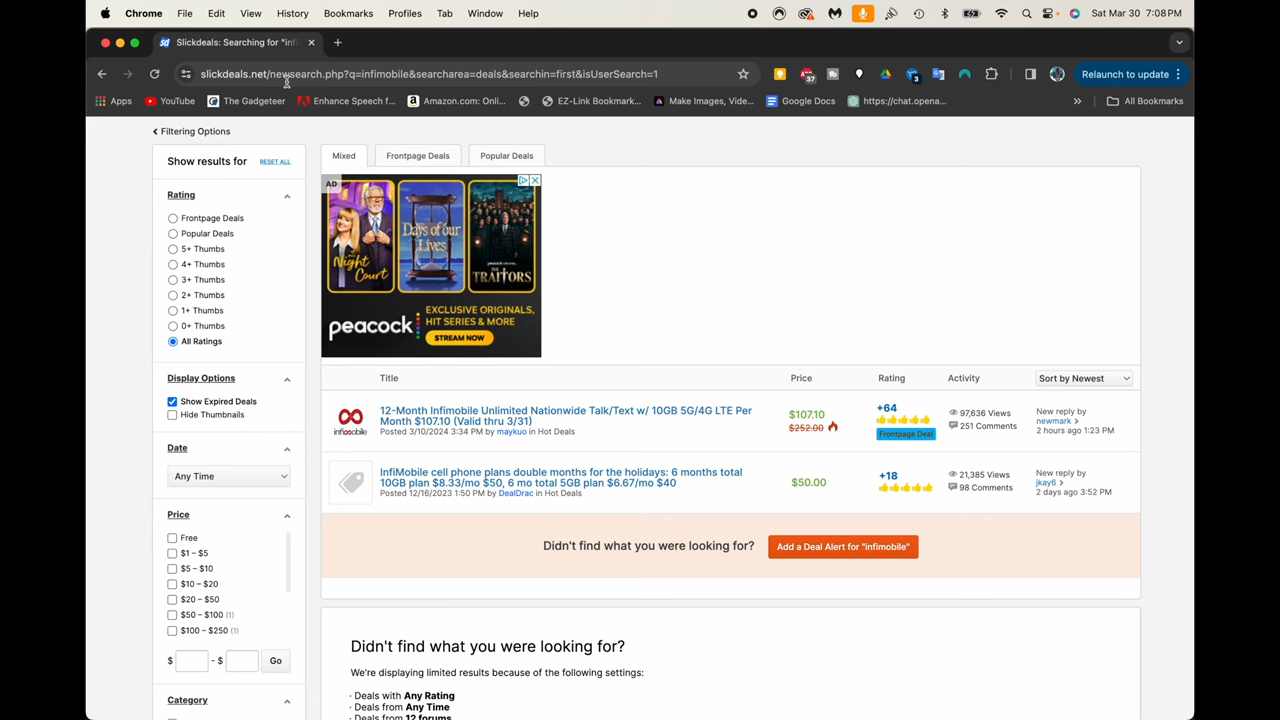 Chrome File Edit View History Bookmarks Profiles Tab Window Help Sat Mar 30 7:08 PM
Slickdeals: Searching for "inf
slickdeals.net/newsearch.php?q=infimobile&searcharea=deals&searchin=first&isUserSearch=1
37
3
Relaunch to update
Apps YouTube The Gadgeteer Enhance Speech f... Amazon.com: Onli... EZ-Link Bookmark... Make Images, Vide... Google Docs https://chat.opena... » All Bookmarks
Filtering Options
Show results for RESET ALL
Rating
Frontpage Deals
Popular Deals
5+ Thumbs
4+ Thumbs
3+ Thumbs
2+ Thumbs
1+ Thumbs
0+ Thumbs
All Ratings
Display Options
Show Expired Deals
Hide Thumbnails
Date
Any Time
Price
Free
$1 – $5
$5 – $10
$10 – $20
$20 – $50
$50 – $100 (1)
$100 – $250 (1)
$ - $ Go
Category
Mixed Frontpage Deals Popular Deals
AD
Night Court
Days of our Lives
THE TRAITORS
peacock
EXCLUSIVE ORIGINALS,
HIT SERIES & MORE
STREAM NOW
Title Price Rating Activity Sort by Newest
infimobile
12-Month Infimobile Unlimited Nationwide Talk/Text w/ 10GB 5G/4G LTE Per
Month $107.10 (Valid thru 3/31)
Posted 3/10/2024 3:34 PM by maykuo in Hot Deals
$107.10
$252.00
+64
Frontpage Deal
97,636 Views
251 Comments
New reply by
newmark >
2 hours ago 1:23 PM
InfiMobile cell phone plans double months for the holidays: 6 months total
10GB plan $8.33/mo $50, 6 mo total 5GB plan $6.67/mo $40
Posted 12/16/2023 1:50 PM by DealDrac in Hot Deals
$50.00
+18
21,385 Views
98 Comments
New reply by
jkay6 >
2 days ago 3:52 PM
Didn't find what you were looking for? Add a Deal Alert for "infimobile"
Didn't find what you were looking for?
We're displaying limited results because of the following settings:
· Deals with Any Rating
· Deals from Any Time
· Deals from 12 forums